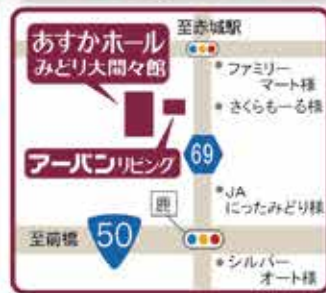 至赤城駅
あすかホール
みどり大間々館
ファミリー
マート様
さくらもーる様
アーバンリビング
69
JA
にったみどり様
至前橋
50
シルバー
オート様